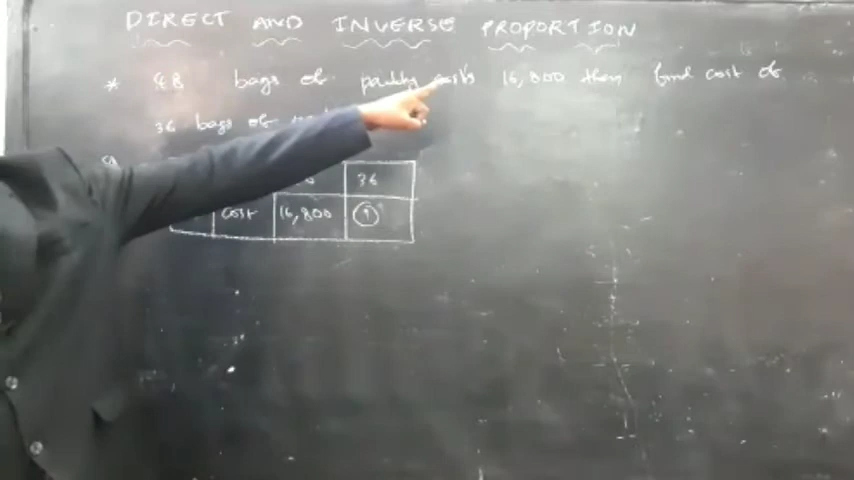 DIRECT AND INVERSE PROPORTION
* 48 bags of paddy costs 16,800 then find cost of
36 bags of
36
cost 16,800 ?